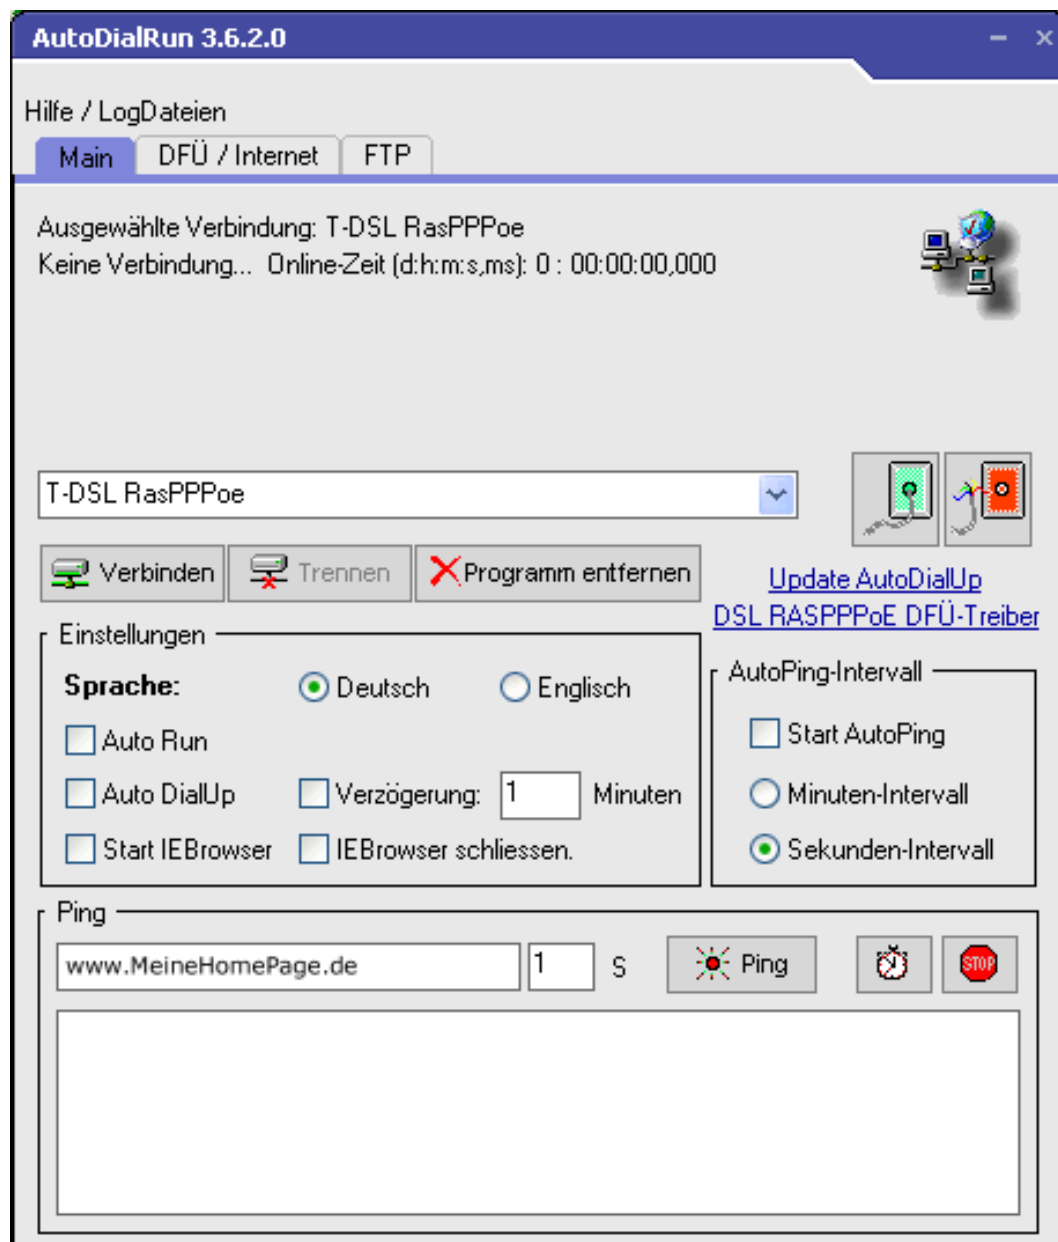 AutoDialRun 3.6.2.0
Hilfe / LogDateien
Main DFÜ / Internet FTP
Ausgewählte Verbindung: T-DSL RasPPPoe
Keine Verbindung... Online-Zeit (d:h:m:s,ms): 0 : 00:00:00,000
T-DSL RasPPPoe
Verbinden Trennen Programm entfernen
Update AutoDialUp
DSL RASPPPoE DFÜ-Treiber
Einstellungen
Sprache: Deutsch Englisch
Auto Run
Auto DialUp Verzögerung: 1 Minuten
Start IEBrowser IEBrowser schliessen.
AutoPing-Intervall
Start AutoPing
Minuten-Intervall
Sekunden-Intervall
Ping
www.MeineHomePage.de 1 S Ping STOP